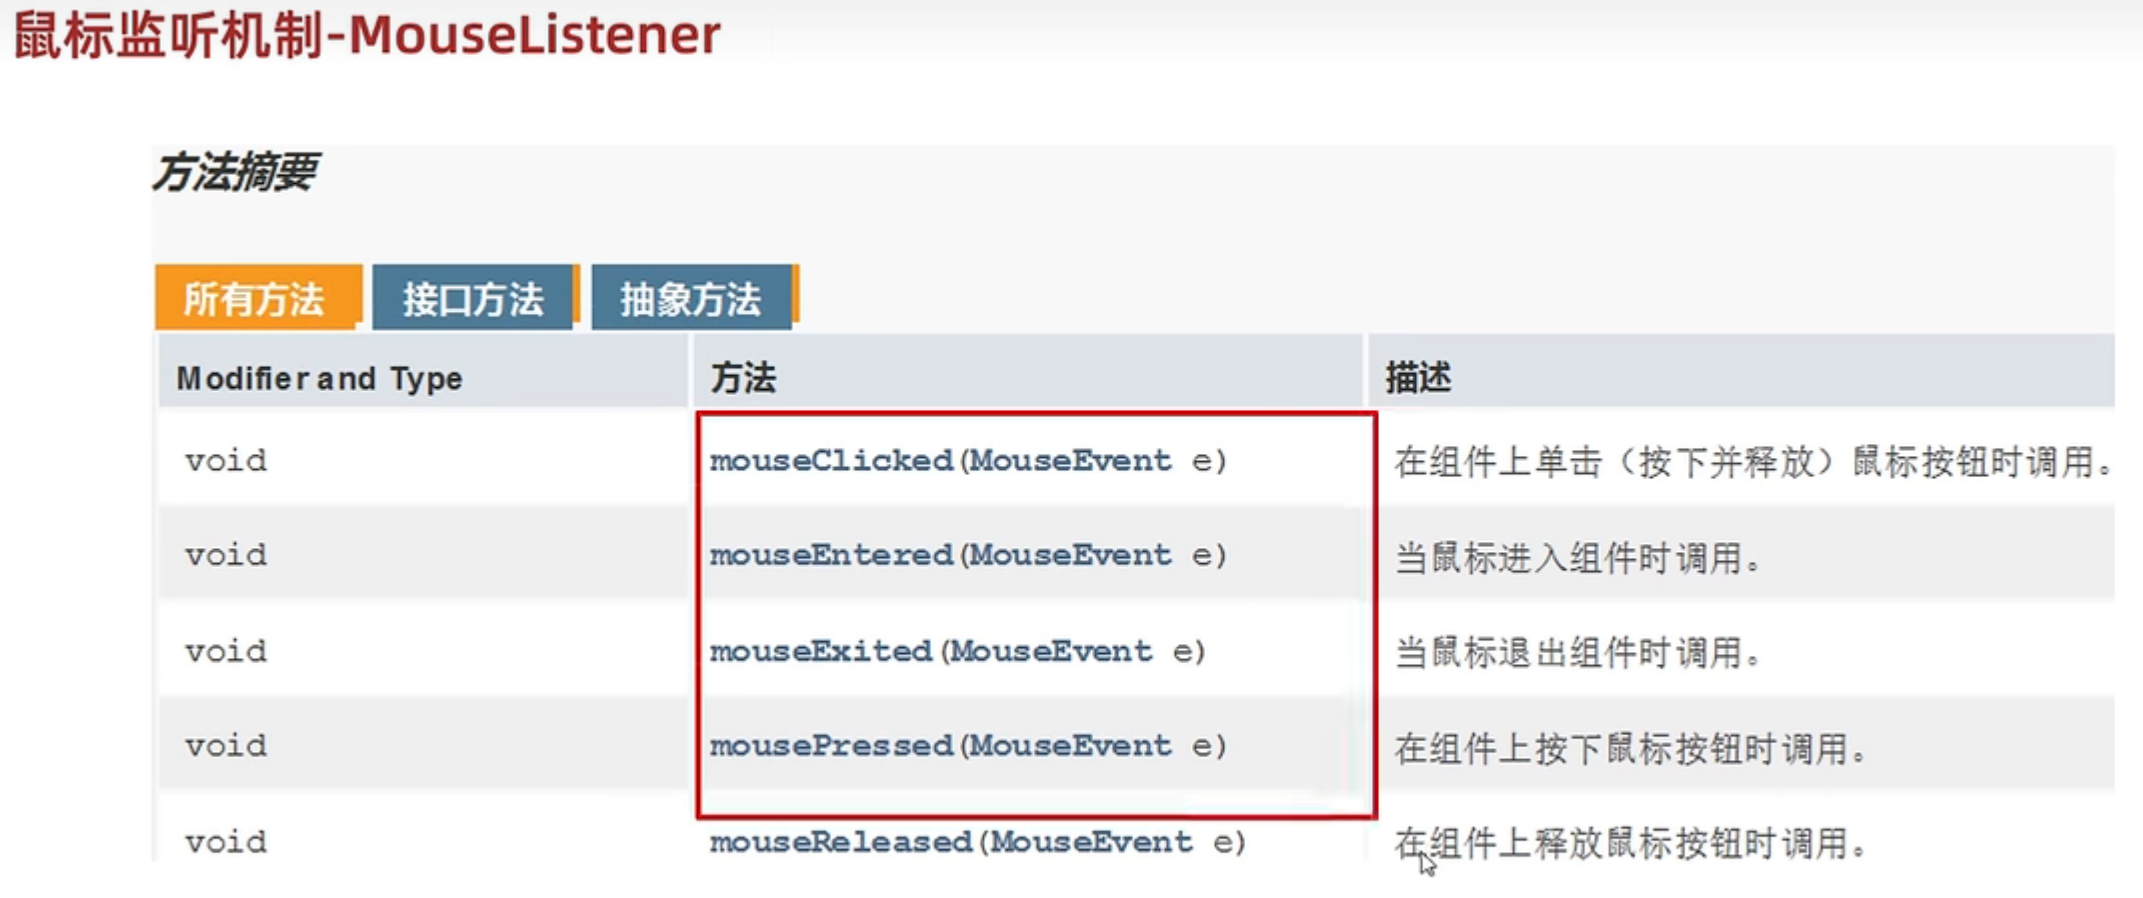 鼠标监听机制-MouseListener
方法摘要
所有方法 接口方法 抽象方法
Modifier and Type 方法 描述
void mouseClicked(MouseEvent e) 在组件上单击（按下并释放）鼠标按钮时调用。
void mouseEntered(MouseEvent e) 当鼠标进入组件时调用。
void mouseExited(MouseEvent e) 当鼠标退出组件时调用。
void mousePressed(MouseEvent e) 在组件上按下鼠标按钮时调用。
void mouseReleased(MouseEvent e) 在组件上释放鼠标按钮时调用。